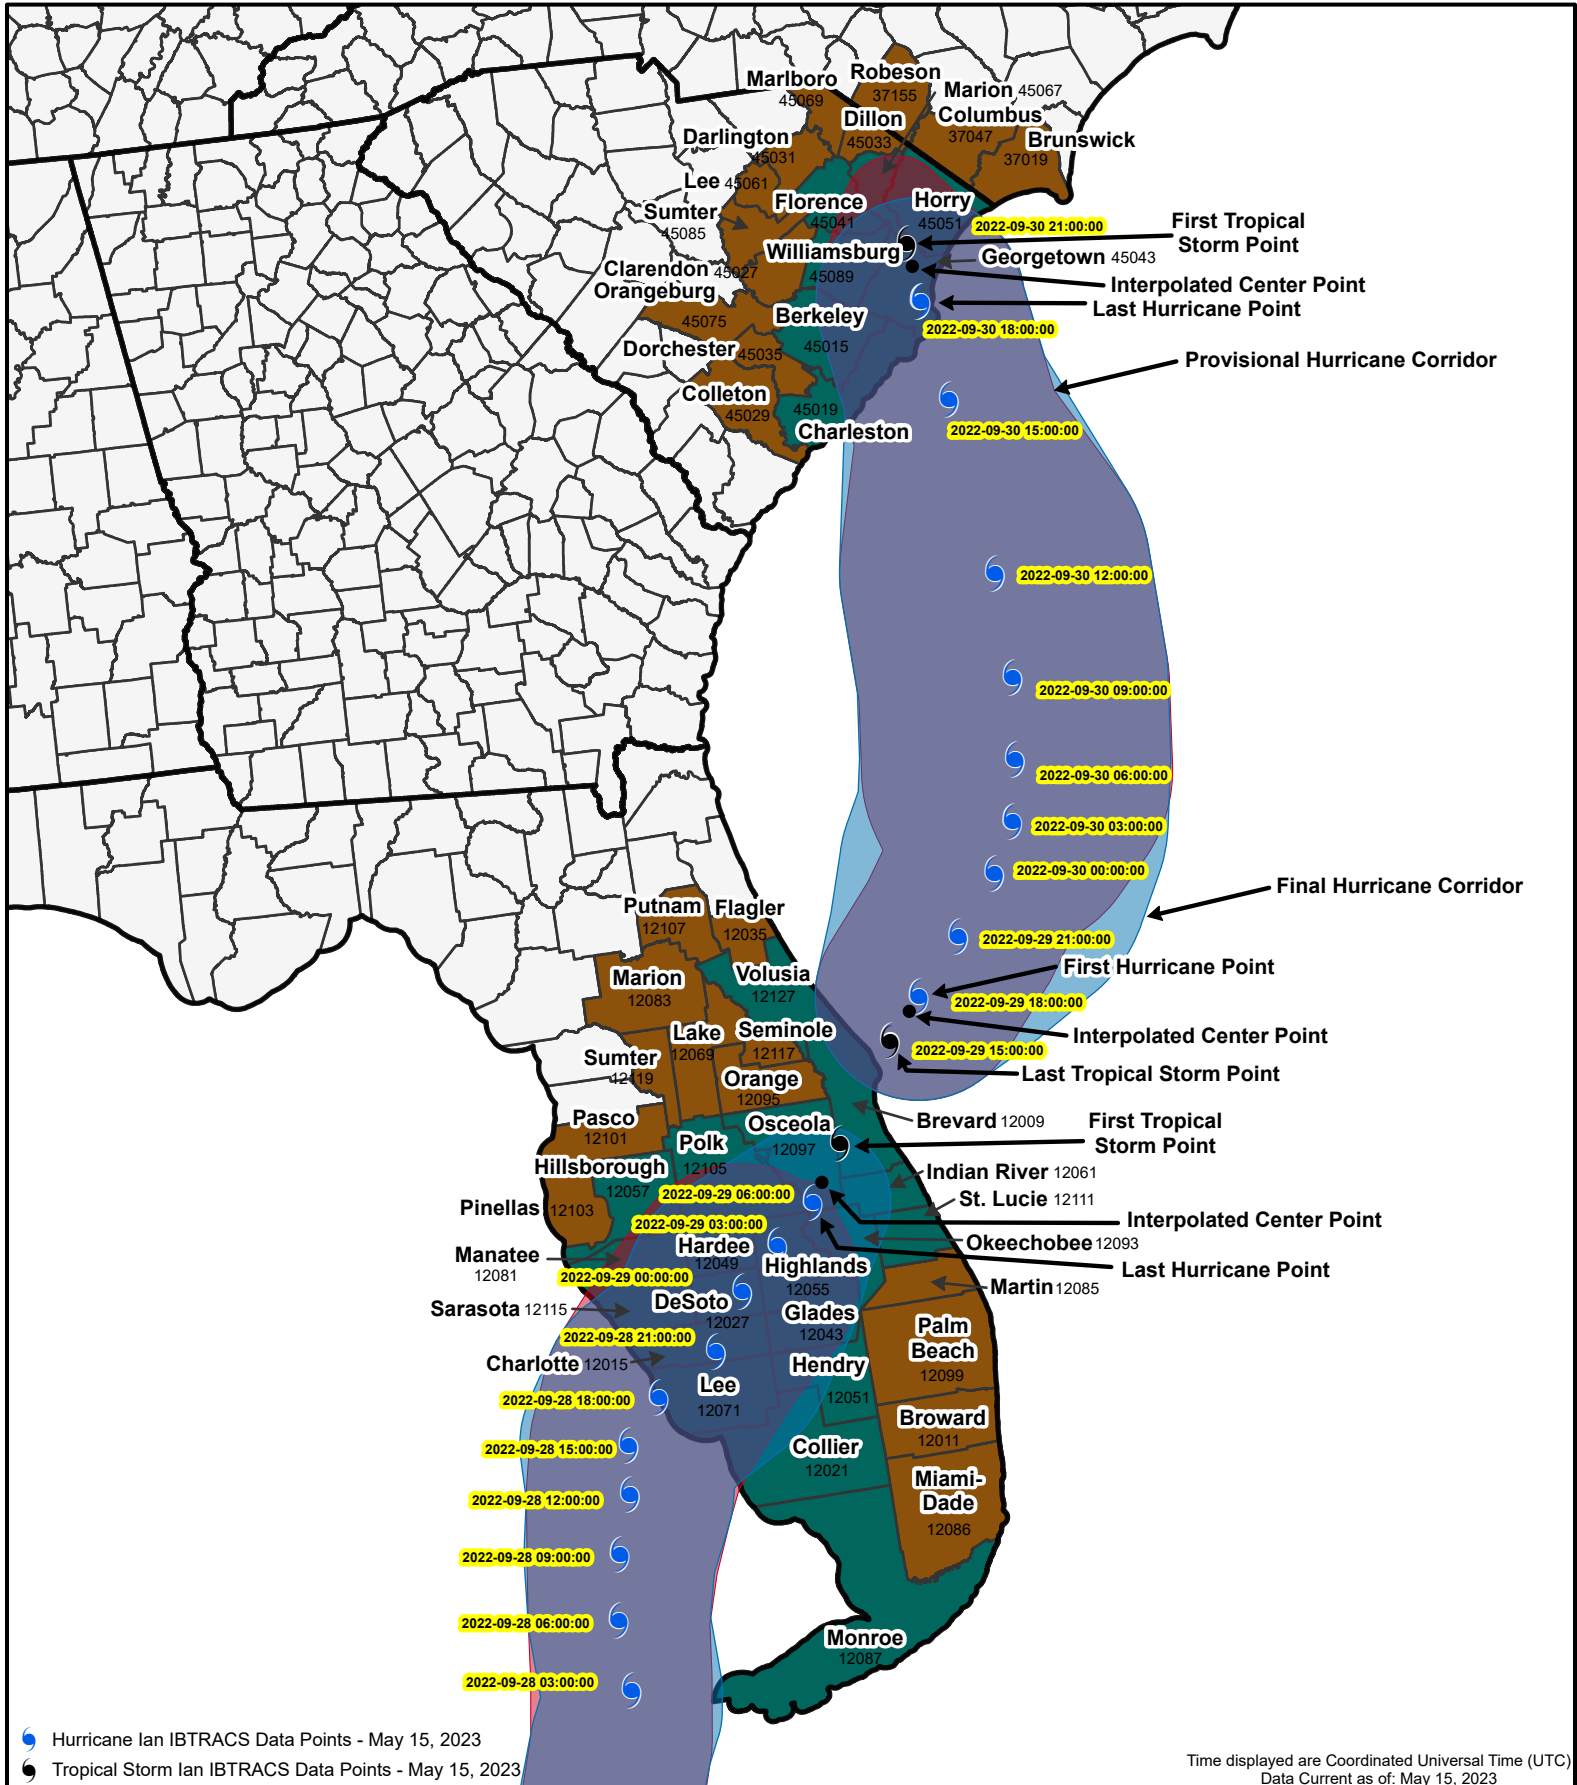 Marlboro
45069
Robeson
37155
Marion 45067
Columbus
37047
Dillon
45033
Brunswick
37019
Darlington
45031
Lee 45061
Florence
45041
Horry
45051
Sumter
45085
2022-09-30 21:00:00
First Tropical
Storm Point
Williamsburg
45089
Georgetown 45043
Clarendon 45027
Interpolated Center Point
Orangeburg
45075
Last Hurricane Point
Berkeley
45015
2022-09-30 18:00:00
Dorchester 45035
Provisional Hurricane Corridor
Colleton
45029
45019
Charleston
2022-09-30 15:00:00
2022-09-30 12:00:00
2022-09-30 09:00:00
2022-09-30 06:00:00
2022-09-30 03:00:00
2022-09-30 00:00:00
Final Hurricane Corridor
Putnam
12107
Flagler
12035
2022-09-29 21:00:00
First Hurricane Point
Marion
12083
Volusia
12127
2022-09-29 18:00:00
Interpolated Center Point
Lake
12069
Seminole
12117
2022-09-29 15:00:00
Last Tropical Storm Point
Sumter
12119
Orange
12095
Pasco
12101
Osceola
12097
Brevard 12009
First Tropical
Storm Point
Polk
12105
Hillsborough
12057
Indian River 12061
2022-09-29 06:00:00
St. Lucie 12111
Pinellas 12103
2022-09-29 03:00:00
Interpolated Center Point
Okeechobee 12093
Manatee
12081
Hardee
12049
Highlands
12055
Last Hurricane Point
2022-09-29 00:00:00
Martin 12085
Sarasota 12115
DeSoto
12027
Glades
12043
Palm
Beach
12099
2022-09-28 21:00:00
Charlotte 12015
Hendry
12051
Lee
12071
2022-09-28 18:00:00
Broward
12011
2022-09-28 15:00:00
Collier
12021
2022-09-28 12:00:00
Miami-
Dade
12086
2022-09-28 09:00:00
2022-09-28 06:00:00
Monroe
12087
2022-09-28 03:00:00
Hurricane Ian IBTRACS Data Points - May 15, 2023
Tropical Storm Ian IBTRACS Data Points - May 15, 2023
Time displayed are Coordinated Universal Time (UTC)
Data Current as of: May 15, 2023